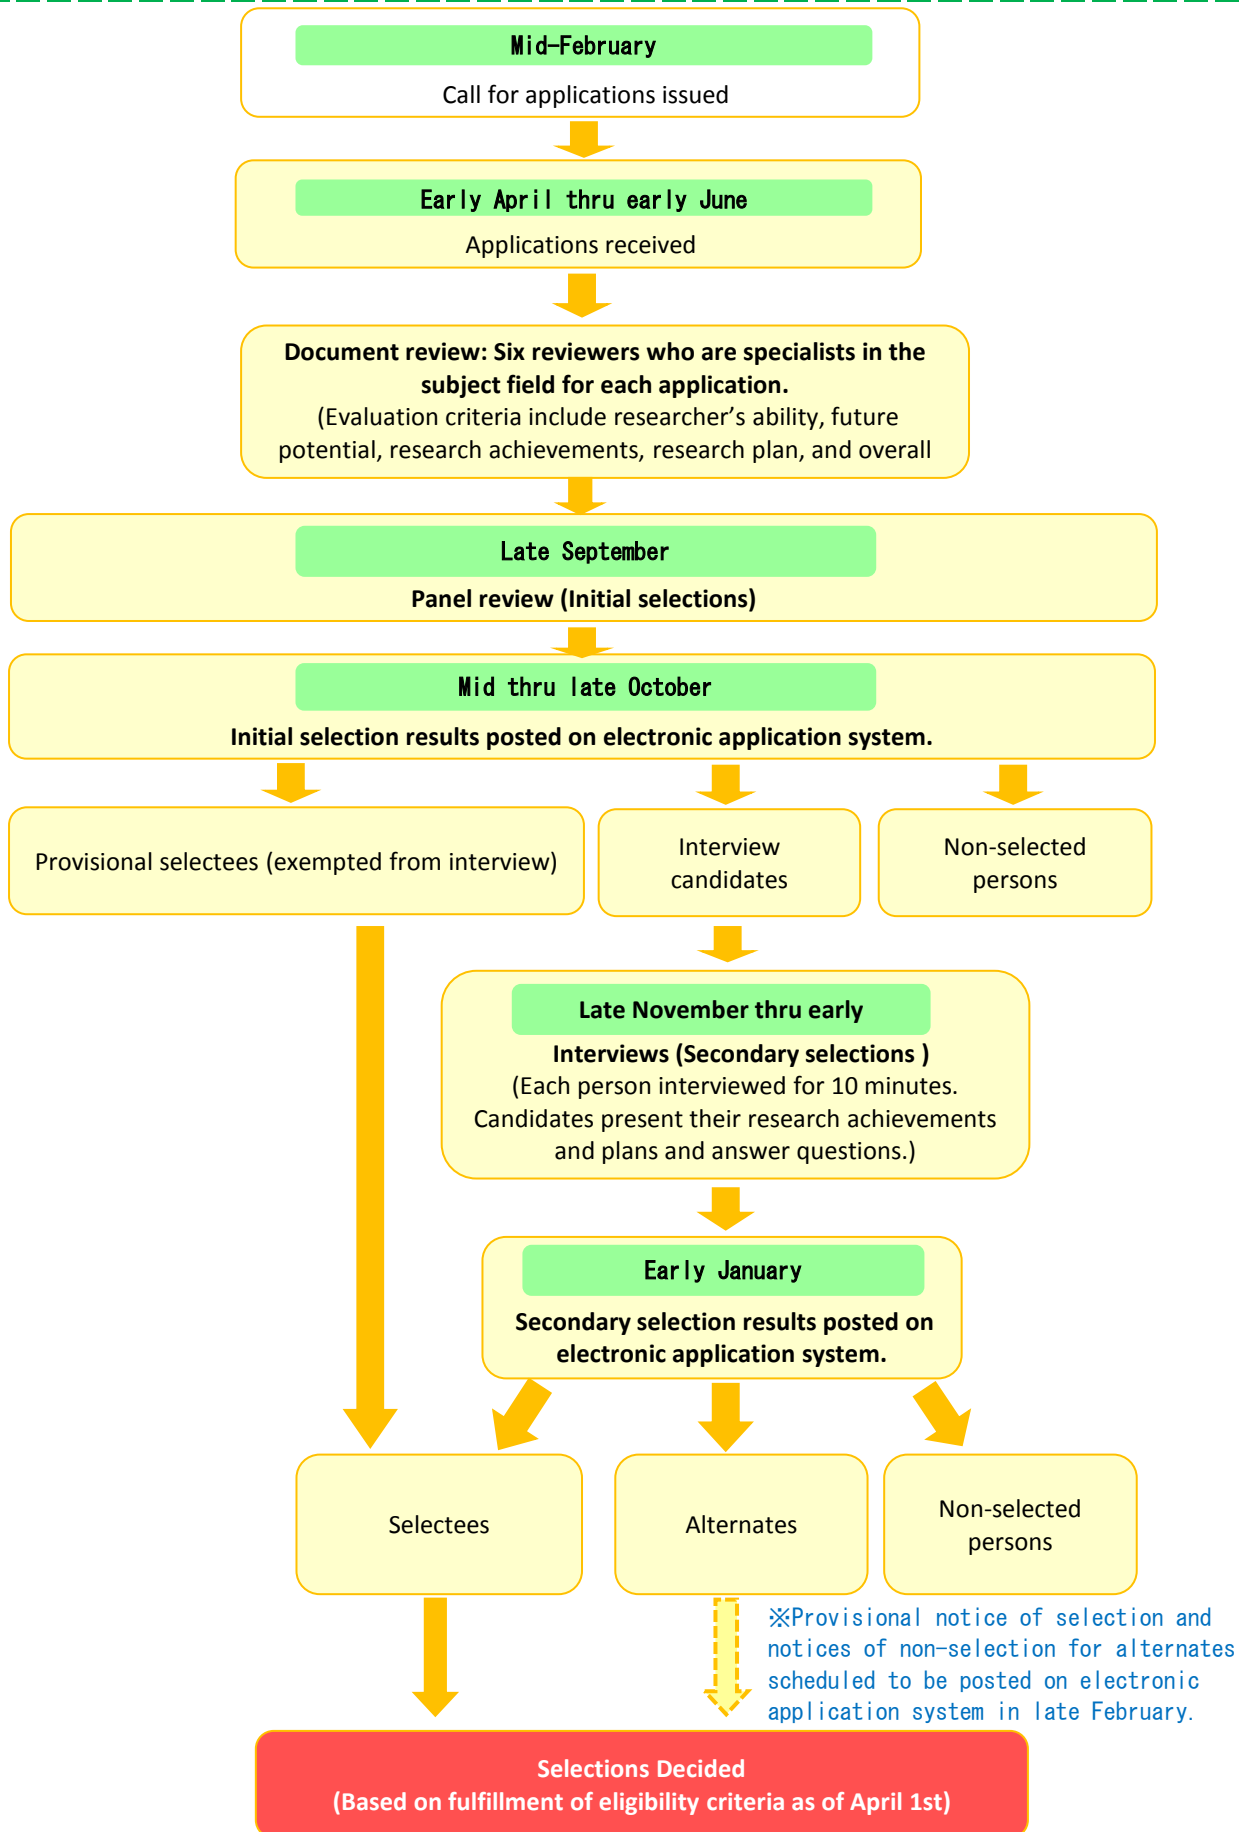 Mid-February
Call for applications issued
Early April thru early June
Applications received
Document review: Six reviewers who are specialists in the
subject field for each application.
(Evaluation criteria include researcher's ability, future
potential, research achievements, research plan, and overall
Late September
Panel review (Initial selections)
Mid thru late October
Initial selection results posted on electronic application system.
Provisional selectees (exempted from interview)
Interview
candidates
Non-selected
persons
Late November thru early
Interviews (Secondary selections )
(Each person interviewed for 10 minutes.
Candidates present their research achievements
and plans and answer questions.)
Early January
Secondary selection results posted on
electronic application system.
Selectees
Alternates
Non-selected
persons
※Provisional notice of selection and
notices of non-selection for alternates
scheduled to be posted on electronic
application system in late February.
Selections Decided
(Based on fulfillment of eligibility criteria as of April 1st)